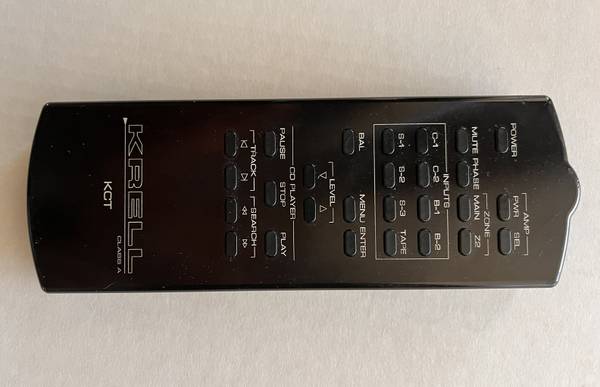 AMP
POWER PWR SEL
ZONE
MUTE PHASE MAIN Z2
INPUTS
C-1 C-2 B-1 B-2
S-1 S-2 S-3 TAPE
BAL MENU ENTER
LEVEL
CD PLAYER
PAUSE STOP PLAY
TRACK SEARCH
KRELL
CLASS A
KCT